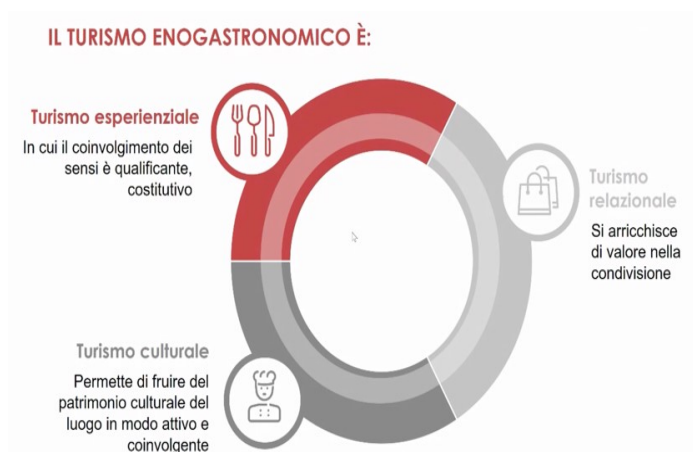 IL TURISMO ENOGASTRONOMICO È:
Turismo esperienziale
In cui il coinvolgimento dei
sensi è qualificante,
costitutivo
Turismo
relazionale
Si arricchisce
di valore nella
condivisione
Turismo culturale
Permette di fruire del
patrimonio culturale del
luogo in modo attivo e
coinvolgente